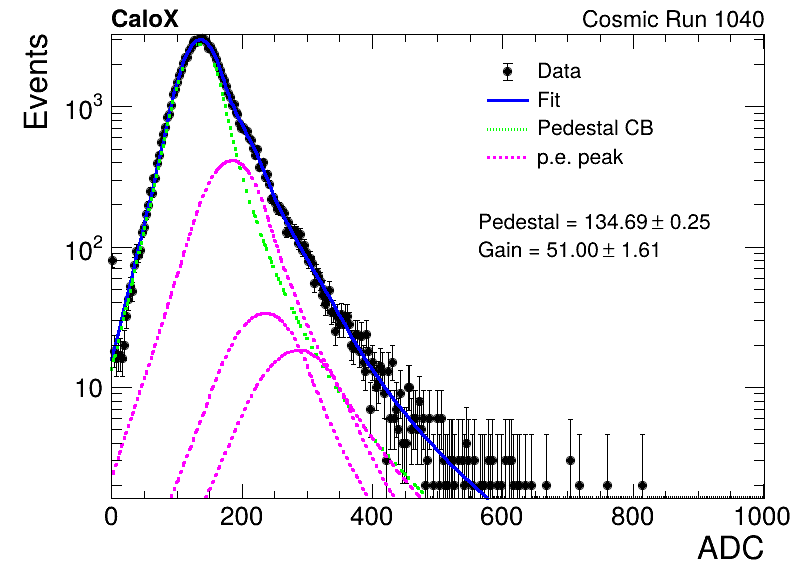 CaloX Cosmic Run 1040
Events
Data
Fit
Pedestal CB
p.e. peak
Pedestal = 134.69 ± 0.25
Gain = 51.00 ± 1.61
10³
10²
10
0 200 400 600 800 1000
ADC